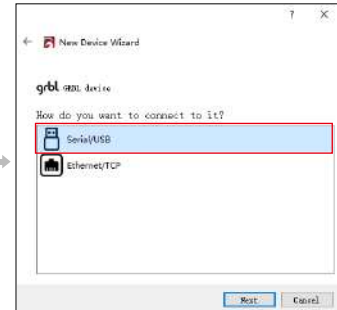 New Device Wizard
grbl GRBL device
How do you want to connect to it?
Serial/USB
Ethernet/TCP
Next Cancel